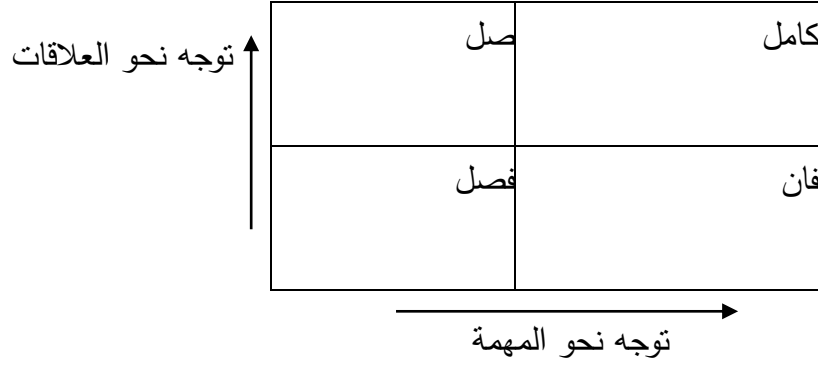 كامل
صل
توجه نحو العلاقات
فان
فصل
توجه نحو المهمة